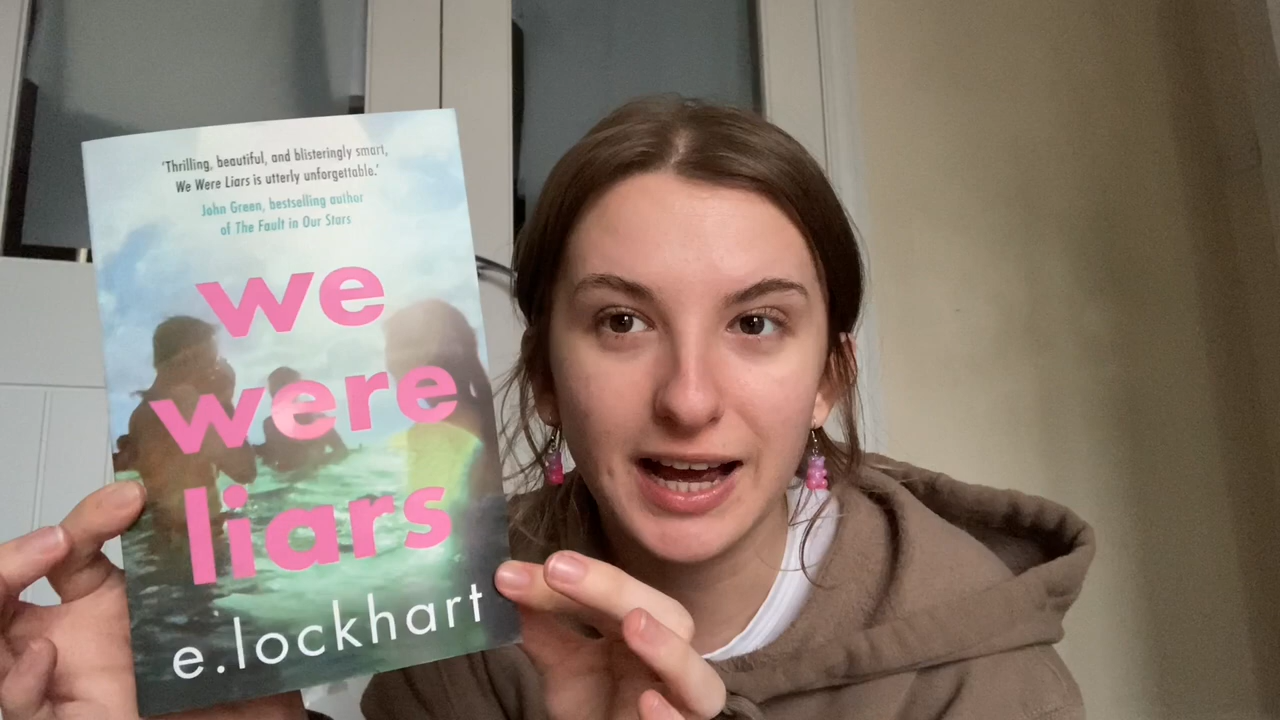 'Thrilling, beautiful, and blisteringly smart,
We Were Liars is utterly unforgettable.'
John Green, bestselling author
of The Fault in Our Stars
we
were
liars
e.lockhart